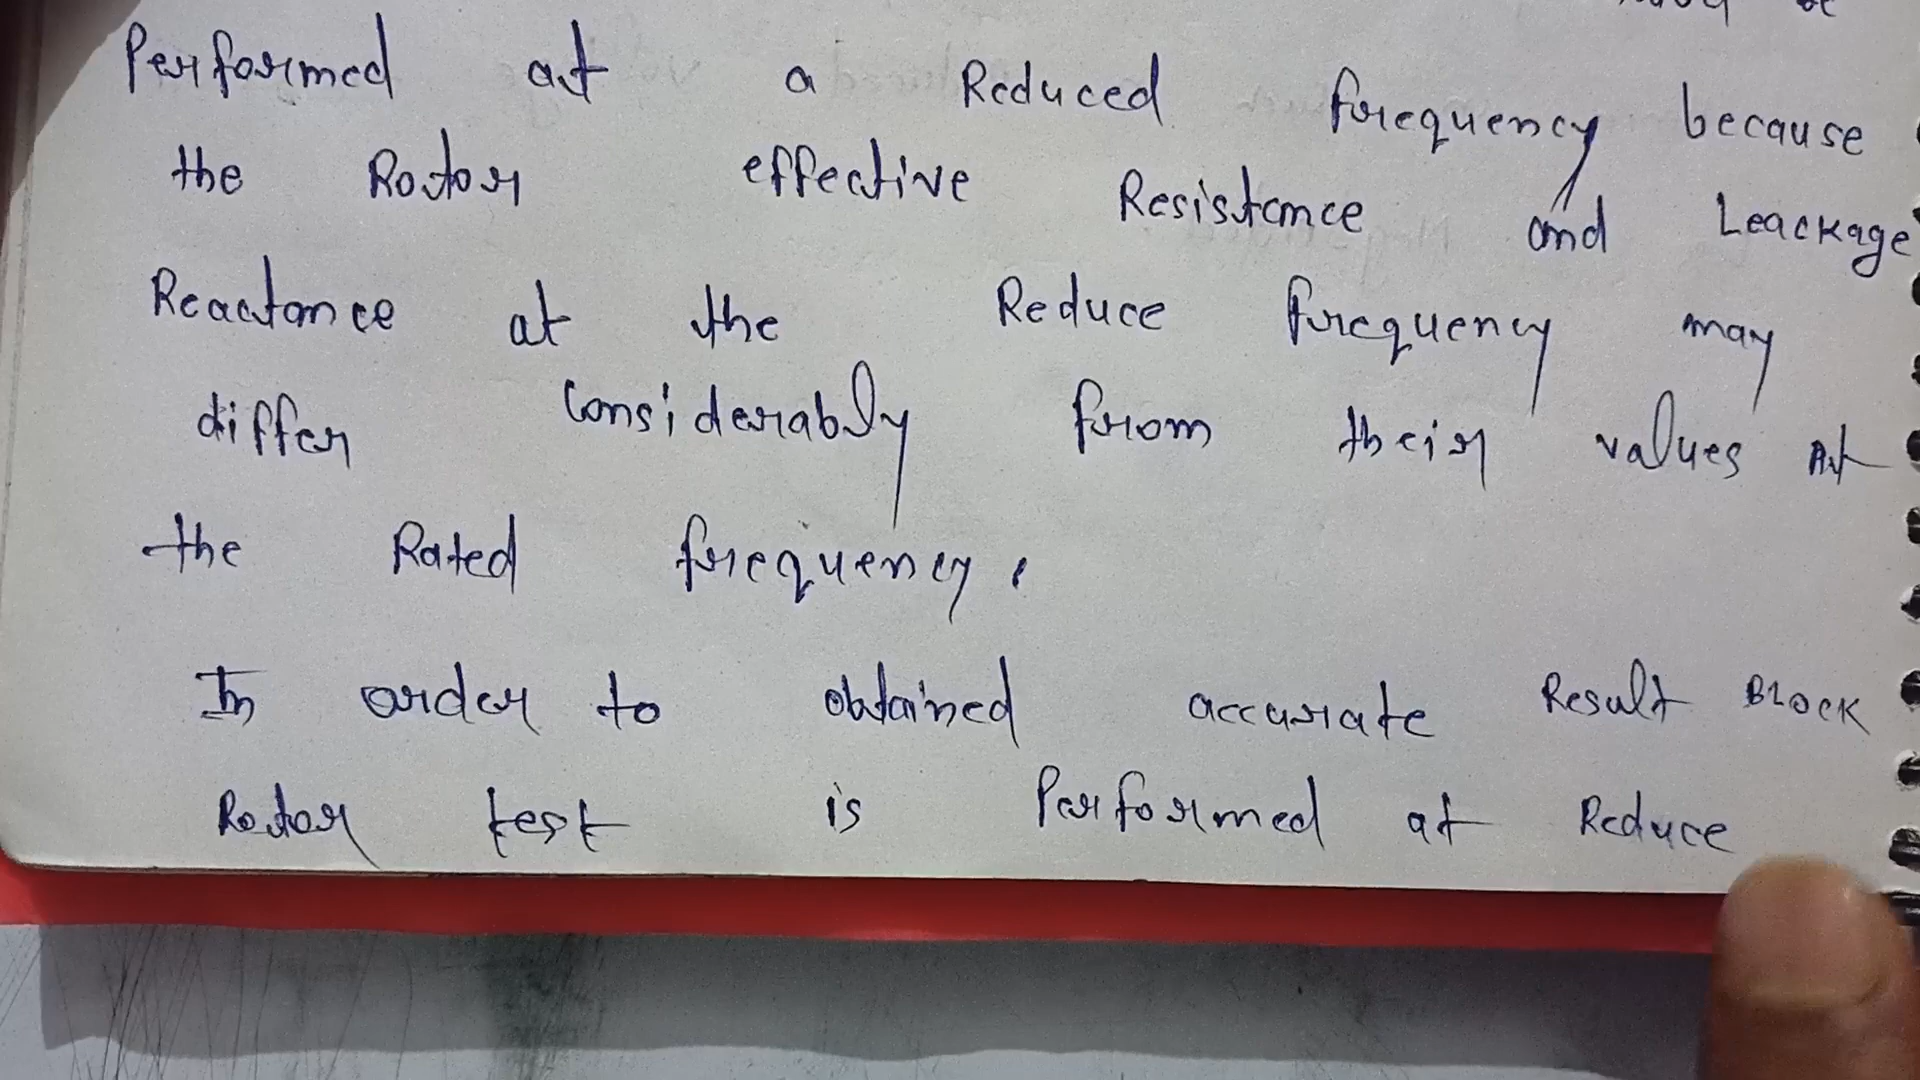 Performed at a Reduced frequency because
the Rotor effective Resistance and Leackage
Reactance at the Reduce frequency may
differ Considerably from their values At
the Rated frequency.
In order to obtained accurate Result BLOCK
Rotor test is Performed at Reduce